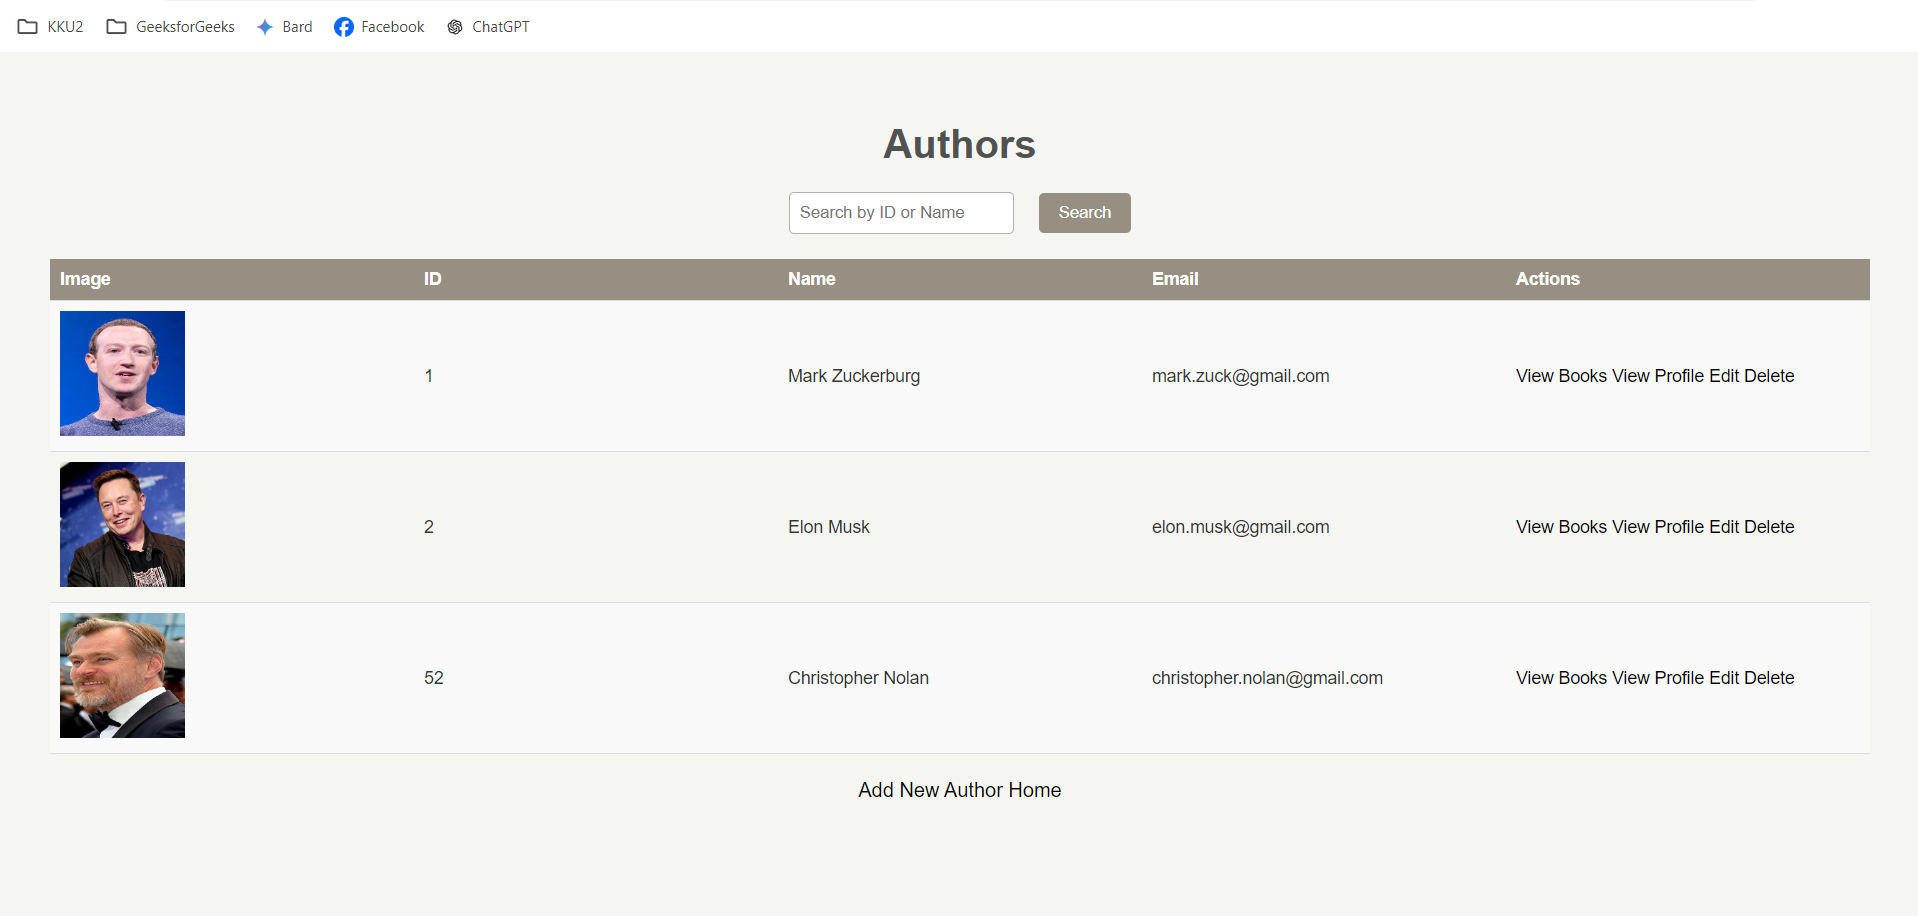 KKU2 GeeksforGeeks Bard Facebook ChatGPT
Authors
Search by ID or Name Search
Image ID Name Email Actions
1 Mark Zuckerburg mark.zuck@gmail.com View Books View Profile Edit Delete
2 Elon Musk elon.musk@gmail.com View Books View Profile Edit Delete
52 Christopher Nolan christopher.nolan@gmail.com View Books View Profile Edit Delete
Add New Author Home